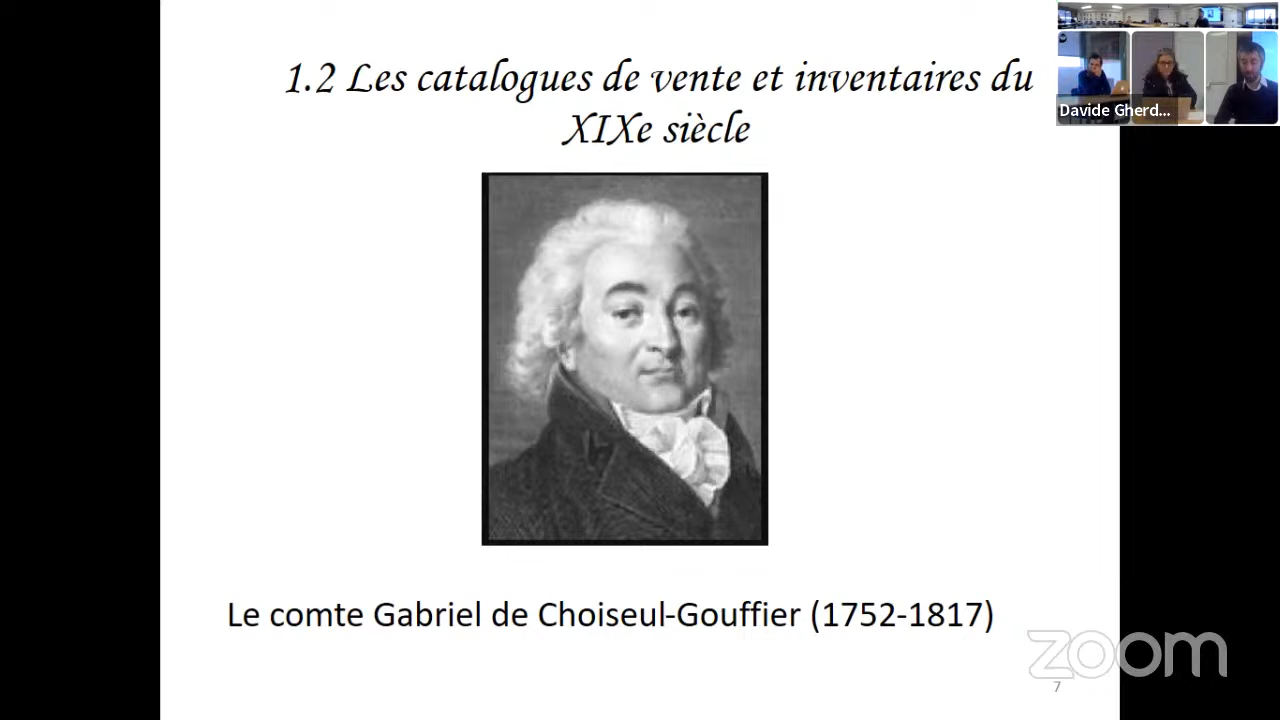 1.2 Les catalogues de vente et inventaires du
XIXe siècle
Davide Gherd...
Le comte Gabriel de Choiseul-Gouffier (1752-1817)
zoom
7